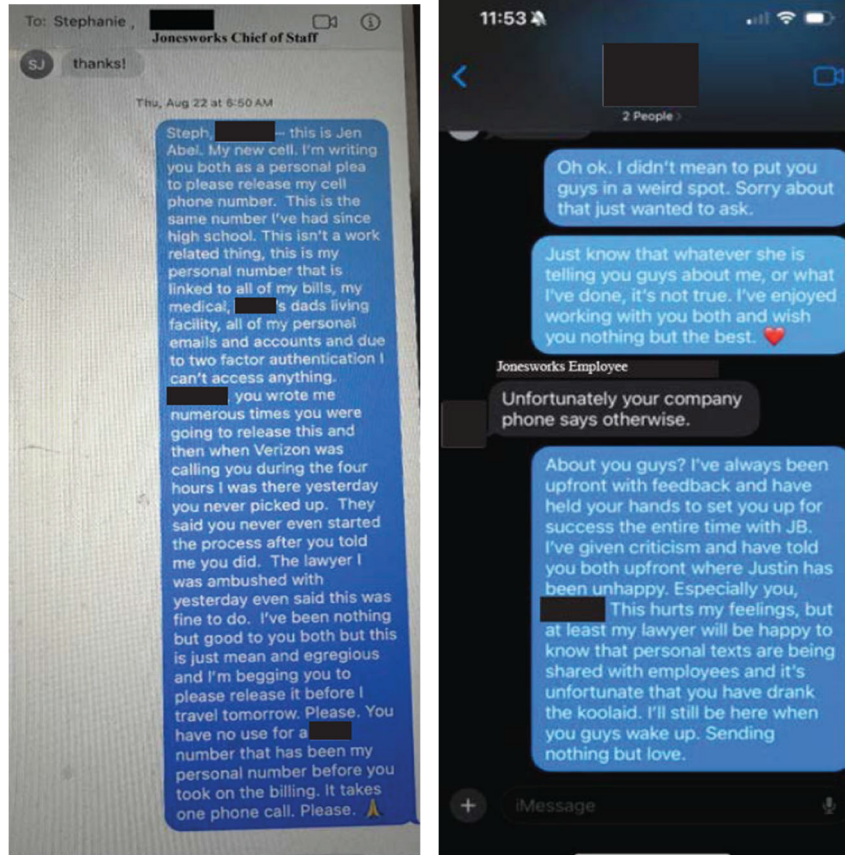 To: Stephanie ,
Jonesworks Chief of Staff
SJ
thanks!
Thu, Aug 22 at 6:50 AM
Steph, – this is Jen
Abel. My new cell. I'm writing
you both as a personal plea
to please release my cell
phone number. This is the
same number I've had since
high school. This isn't a work
related thing, this is my
personal number that is
linked to all of my bills, my
medical, 's dads living
facility, all of my personal
emails and accounts and due
to two factor authentication I
can't access anything.
, you wrote me
numerous times you were
going to release this and
then when Verizon was
calling you during the four
hours I was there yesterday
you never picked up. They
said you never even started
the process after you told
me you did. The lawyer I
was ambushed with
yesterday even said this was
fine to do. I've been nothing
but good to you both but this
is just mean and egregious
and I'm begging you to
please release it before I
travel tomorrow. Please. You
have no use for a
number that has been my
personal number before you
took on the billing. It takes
one phone call. Please. 🙏
11:53
2 People >
Oh ok. I didn't mean to put you
guys in a weird spot. Sorry about
that just wanted to ask.
Just know that whatever she is
telling you guys about me, or what
I've done, it's not true. I've enjoyed
working with you both and wish
you nothing but the best. ❤️
Jonesworks Employee
Unfortunately your company
phone says otherwise.
About you guys? I've always been
upfront with feedback and have
held your hands to set you up for
success the entire time with JB.
I've given criticism and have told
you both upfront where Justin has
been unhappy. Especially you,
This hurts my feelings, but
at least my lawyer will be happy to
know that personal texts are being
shared with employees and it's
unfortunate that you have drank
the koolaid. I'll still be here when
you guys wake up. Sending
nothing but love.
iMessage